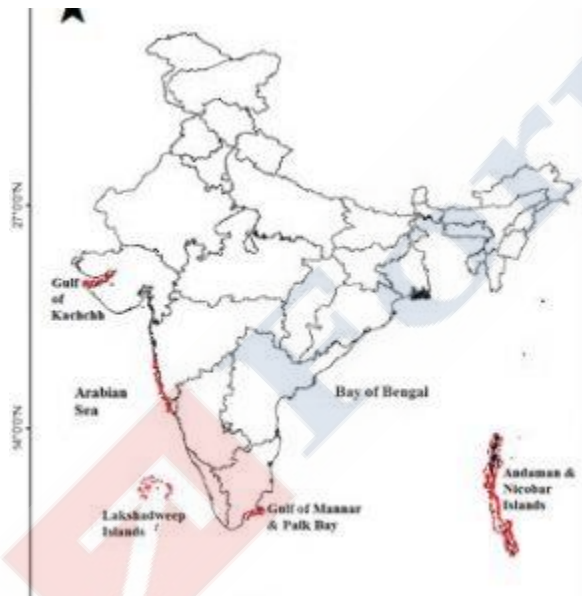 27°0'0"N
Gulf
of
Kachchh
Arabian
Sea
Bay of Bengal
14°0'0"N
Lakshadweep
Islands
Gulf of Mannar
& Palk Bay
Andaman &
Nicobar
Islands